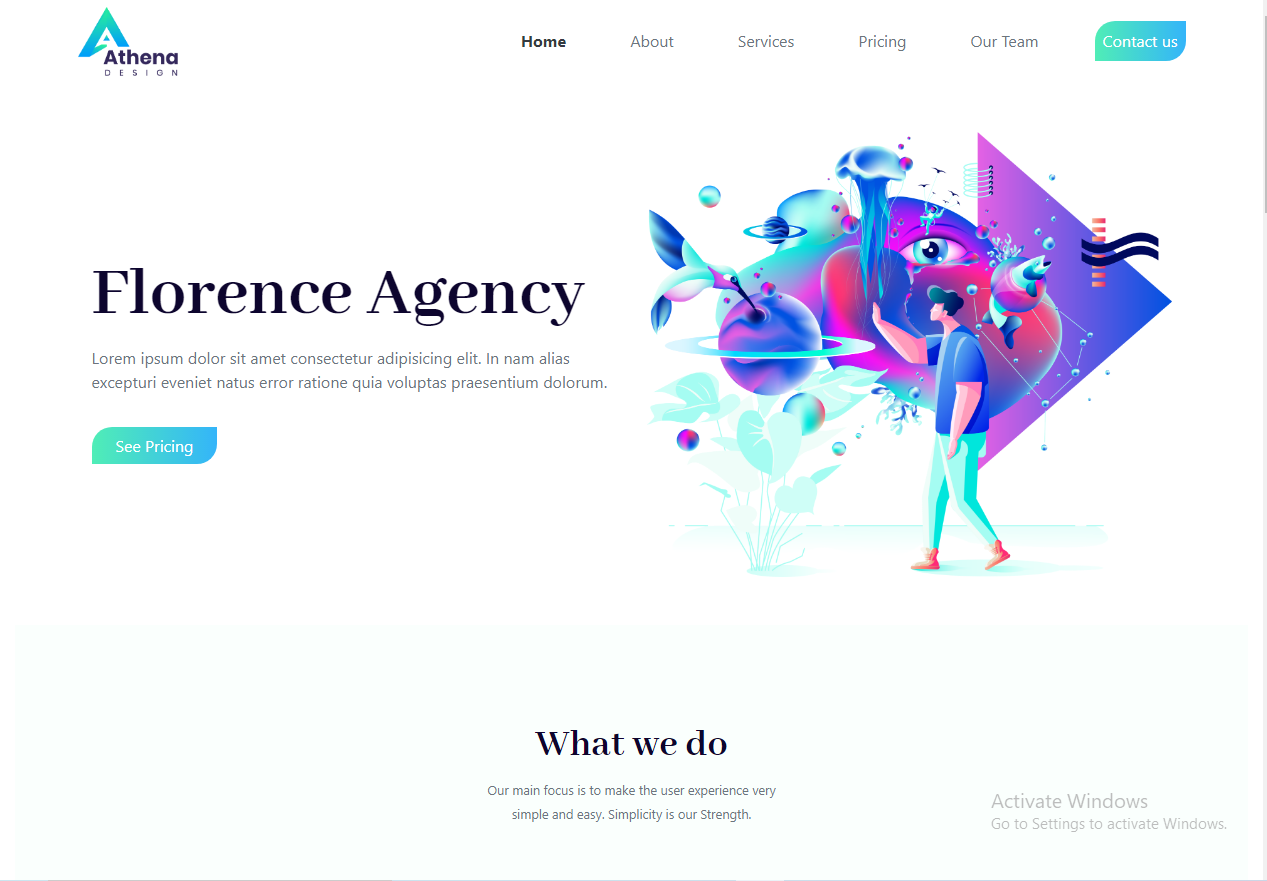 Athena
DESIGN
Home About Services Pricing Our Team Contact us
Florence Agency
Lorem ipsum dolor sit amet consectetur adipisicing elit. In nam alias
excepturi eveniet natus error ratione quia voluptas praesentium dolorum.
See Pricing
What we do
Our main focus is to make the user experience very
simple and easy. Simplicity is our Strength.
Activate Windows
Go to Settings to activate Windows.